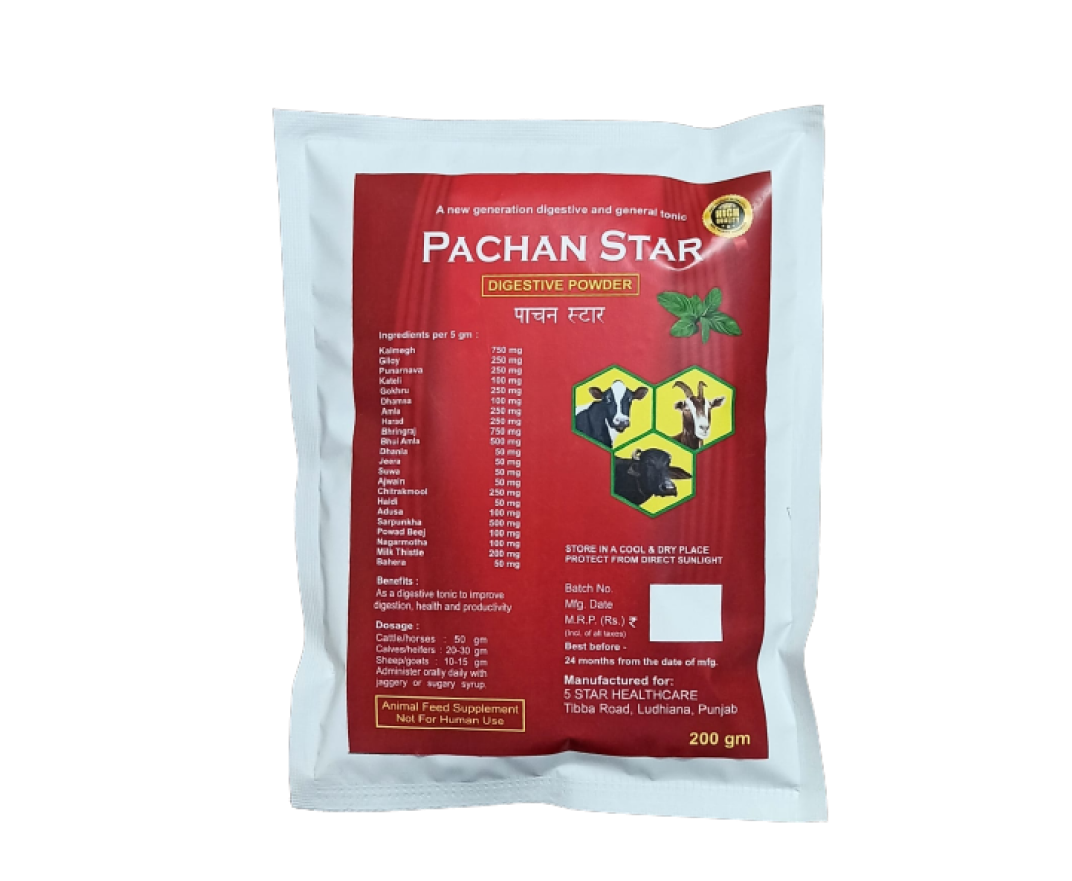 A new generation digestive and general tonic
HIGH
PACHAN STAR
DIGESTIVE POWDER
पाचन स्टार
Ingredients per 5 gm :
Kalmegh 750 mg
Giloy 250 mg
Punarnava 250 mg
Kateli 100 mg
Gokhru 250 mg
Dhamsa 100 mg
Amla 250 mg
Harad 250 mg
Bhringraj 750 mg
Bhui Amla 500 mg
Dhania 50 mg
Jeera 50 mg
Suwa 50 mg
Ajwain 50 mg
Chitrakmool 250 mg
Haldi 50 mg
Adusa 100 mg
Sarpunkha 500 mg
Powad Beej 100 mg
Nagarmotha 100 mg
Milk Thistle 200 mg
Bahera 50 mg
Benefits :
As a digestive tonic to improve
digestion, health and productivity
Dosage :
Cattle/horses : 50 gm
Calves/heifers : 20-30 gm
Sheep/goats : 10-15 gm
Administer orally daily with
jaggery or sugary syrup.
Animal Feed Supplement
Not For Human Use
STORE IN A COOL & DRY PLACE
PROTECT FROM DIRECT SUNLIGHT
Batch No.
Mfg. Date
M.R.P. (Rs.) ₹
(Incl. of all taxes)
Best before -
24 months from the date of mfg.
Manufactured for:
5 STAR HEALTHCARE
Tibba Road, Ludhiana, Punjab
200 gm